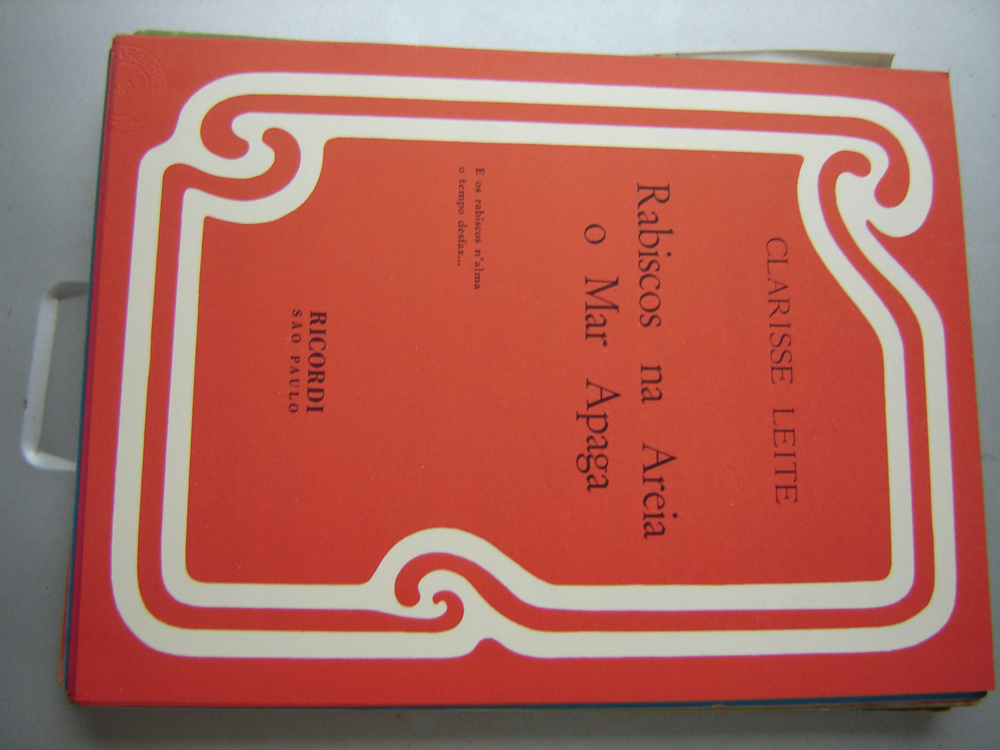 CLARISSE LEITE
Rabiscos na Areia
o Mar Apaga
E os rabiscos n'alma
o tempo desfaz...
RICORDI
SÃO PAULO